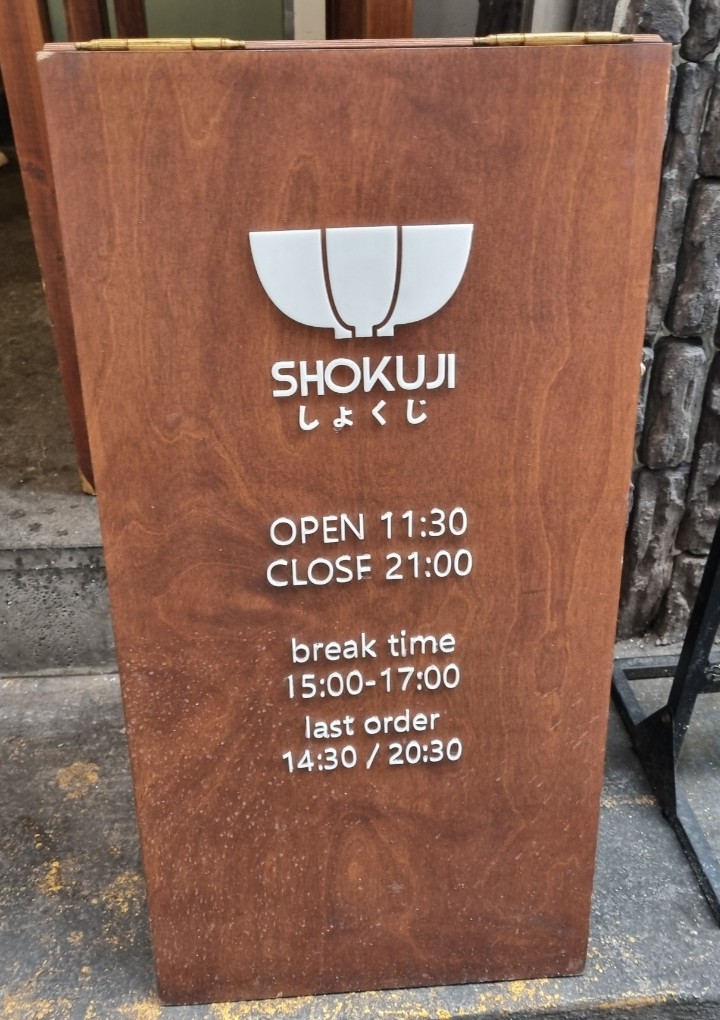 SHOKUJI
しょくじ
OPEN 11:30
CLOSE 21:00
break time
15:00-17:00
last order
14:30 / 20:30